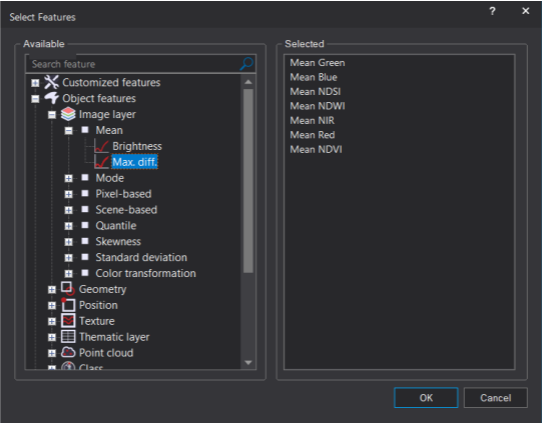 Select Features
? ×
Available
Search feature
Customized features
Object features
Image layer
Mean
Brightness
Max. diff.
Mode
Pixel-based
Scene-based
Quantile
Skewness
Standard deviation
Color transformation
Geometry
Position
Texture
Thematic layer
Point cloud
Class
Selected
Mean Green
Mean Blue
Mean NDSI
Mean NDWI
Mean NIR
Mean Red
Mean NDVI
OK
Cancel